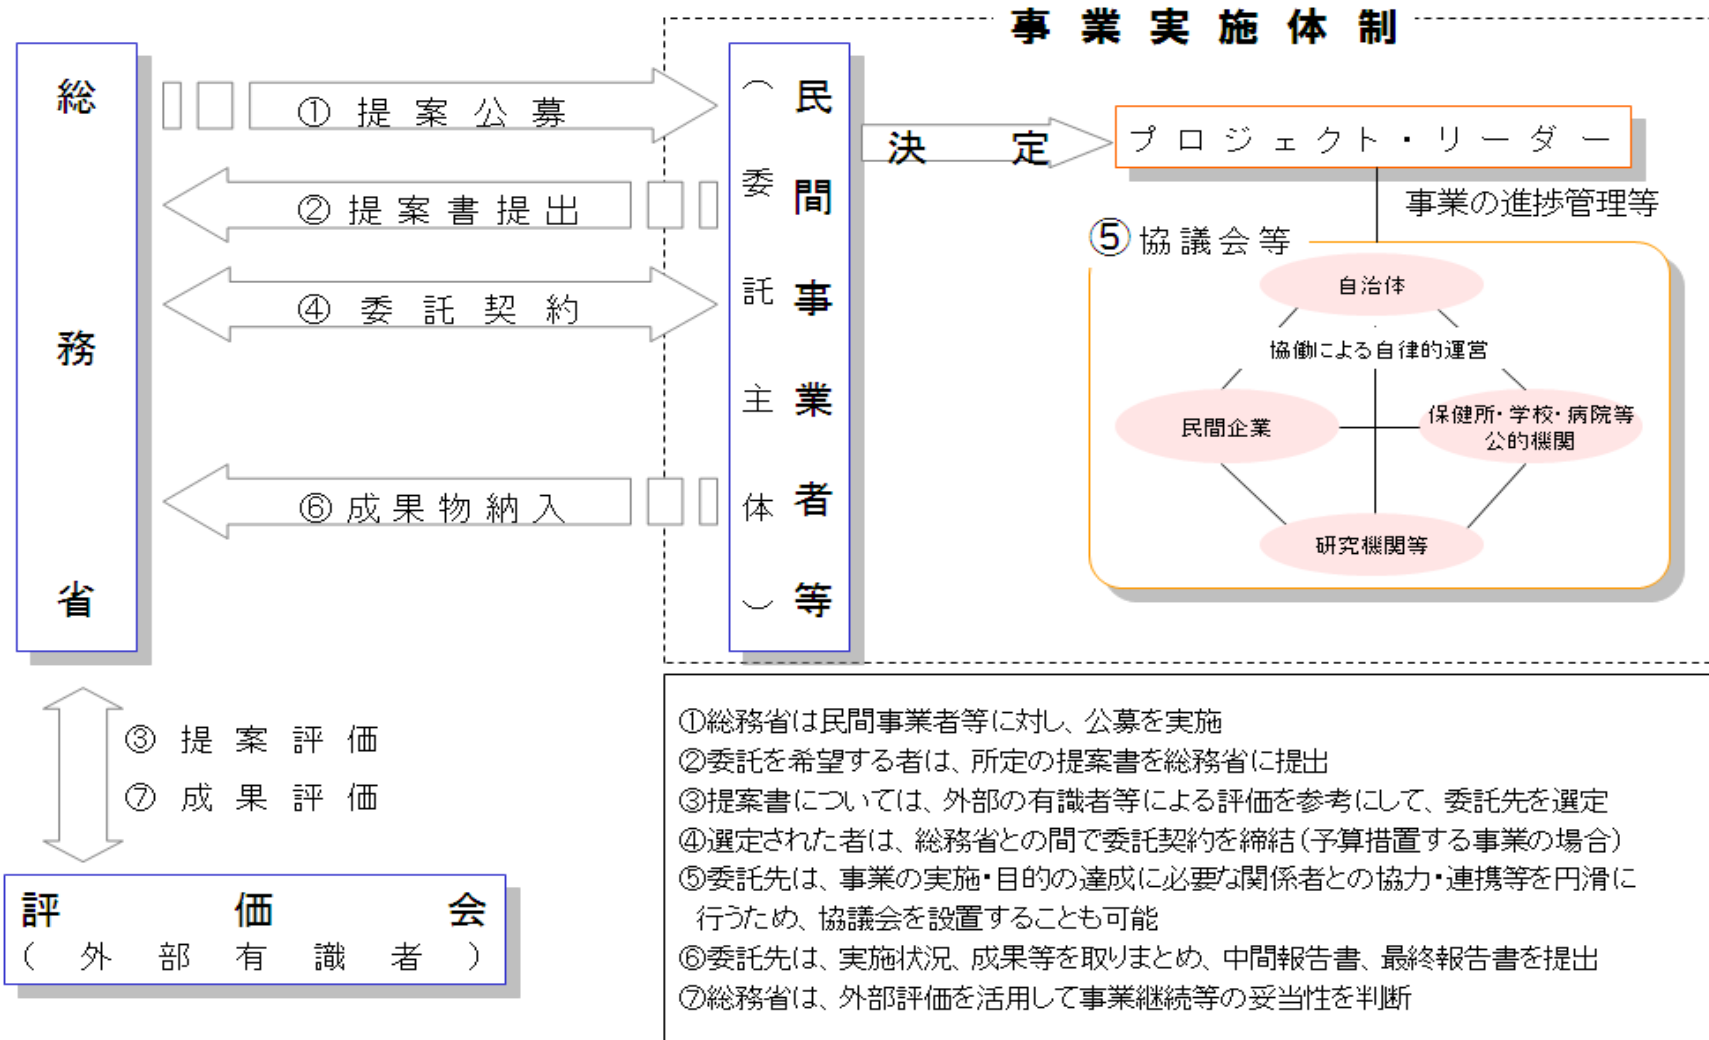 事業実施体制
総務省
①提案公募
②提案書提出
④委託契約
⑥成果物納入
民間事業者等
（委託事業主体）
決定
プロジェクト・リーダー
事業の進捗管理等
⑤協議会等
自治体
協働による自律的運営
民間企業
保健所・学校・病院等
公的機関
研究機関等
③提案評価
⑦成果評価
評価会
（外部有識者）
①総務省は民間事業者等に対し、公募を実施
②委託を希望する者は、所定の提案書を総務省に提出
③提案書については、外部の有識者等による評価を参考にして、委託先を選定
④選定された者は、総務省との間で委託契約を締結（予算措置する事業の場合）
⑤委託先は、事業の実施・目的の達成に必要な関係者との協力・連携等を円滑に
行うため、協議会を設置することも可能
⑥委託先は、実施状況、成果等を取りまとめ、中間報告書、最終報告書を提出
⑦総務省は、外部評価を活用して事業継続等の妥当性を判断